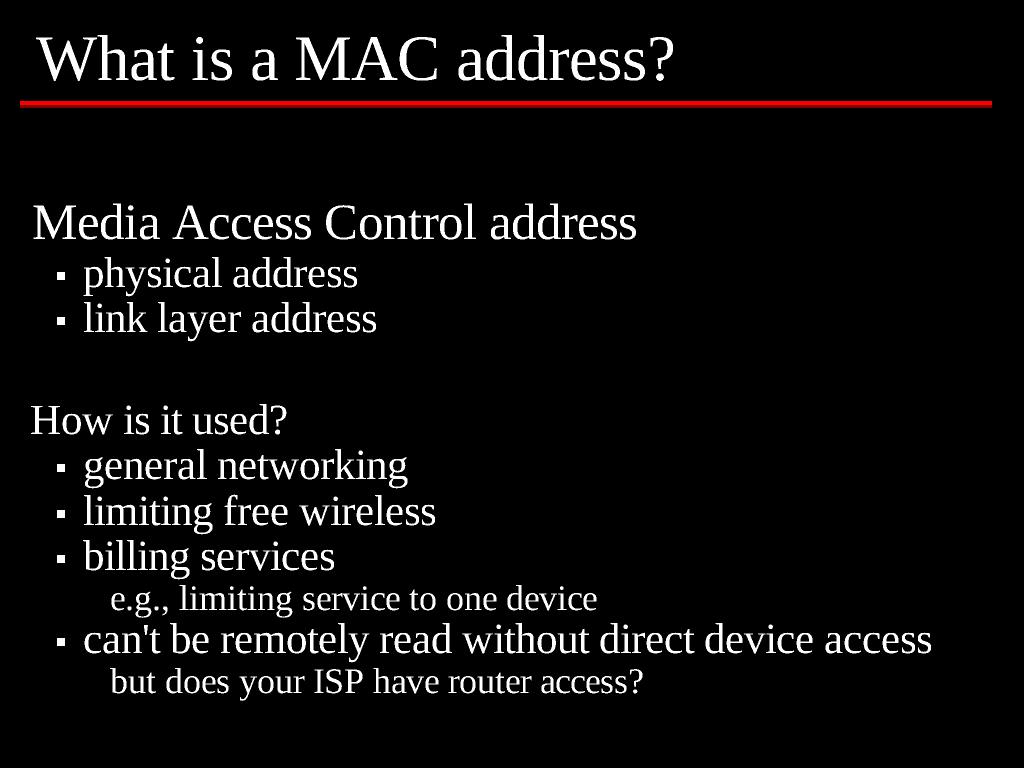 What is a MAC address?
Media Access Control address
▪ physical address
▪ link layer address
How is it used?
▪ general networking
▪ limiting free wireless
▪ billing services
e.g., limiting service to one device
▪ can't be remotely read without direct device access
but does your ISP have router access?